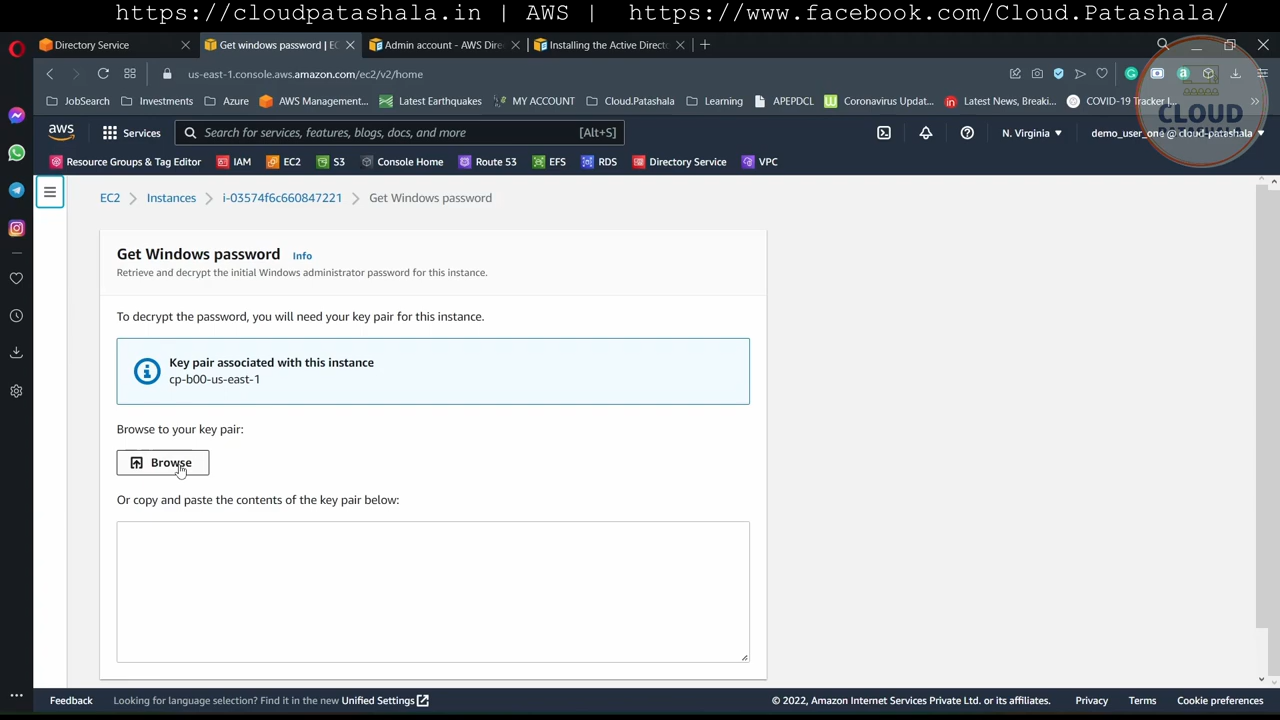 https://cloudpatashala.in | AWS | https://www.facebook.com/Cloud.Patashala/
Directory Service
Get windows password | EC
Admin account - AWS Dire
Installing the Active Directo
us-east-1.console.aws.amazon.com/ec2/v2/home
JobSearch
Investments
Azure
AWS Management...
Latest Earthquakes
MY ACCOUNT
Cloud.Patashala
Learning
APEPDCL
Coronavirus Updat...
Latest News, Breaki...
COVID-19 Tracker |
CLOUD
PATASHALA
aws
Services
Search for services, features, blogs, docs, and more
[Alt+S]
N. Virginia
demo_user_one @ cloud-patashala
Resource Groups & Tag Editor
IAM
EC2
S3
Console Home
Route 53
EFS
RDS
Directory Service
VPC
EC2
Instances
i-03574f6c660847221
Get Windows password
Get Windows password
Info
Retrieve and decrypt the initial Windows administrator password for this instance.
To decrypt the password, you will need your key pair for this instance.
Key pair associated with this instance
cp-b00-us-east-1
Browse to your key pair:
Browse
Or copy and paste the contents of the key pair below:
Feedback
Looking for language selection? Find it in the new Unified Settings
© 2022, Amazon Internet Services Private Ltd. or its affiliates.
Privacy
Terms
Cookie preferences